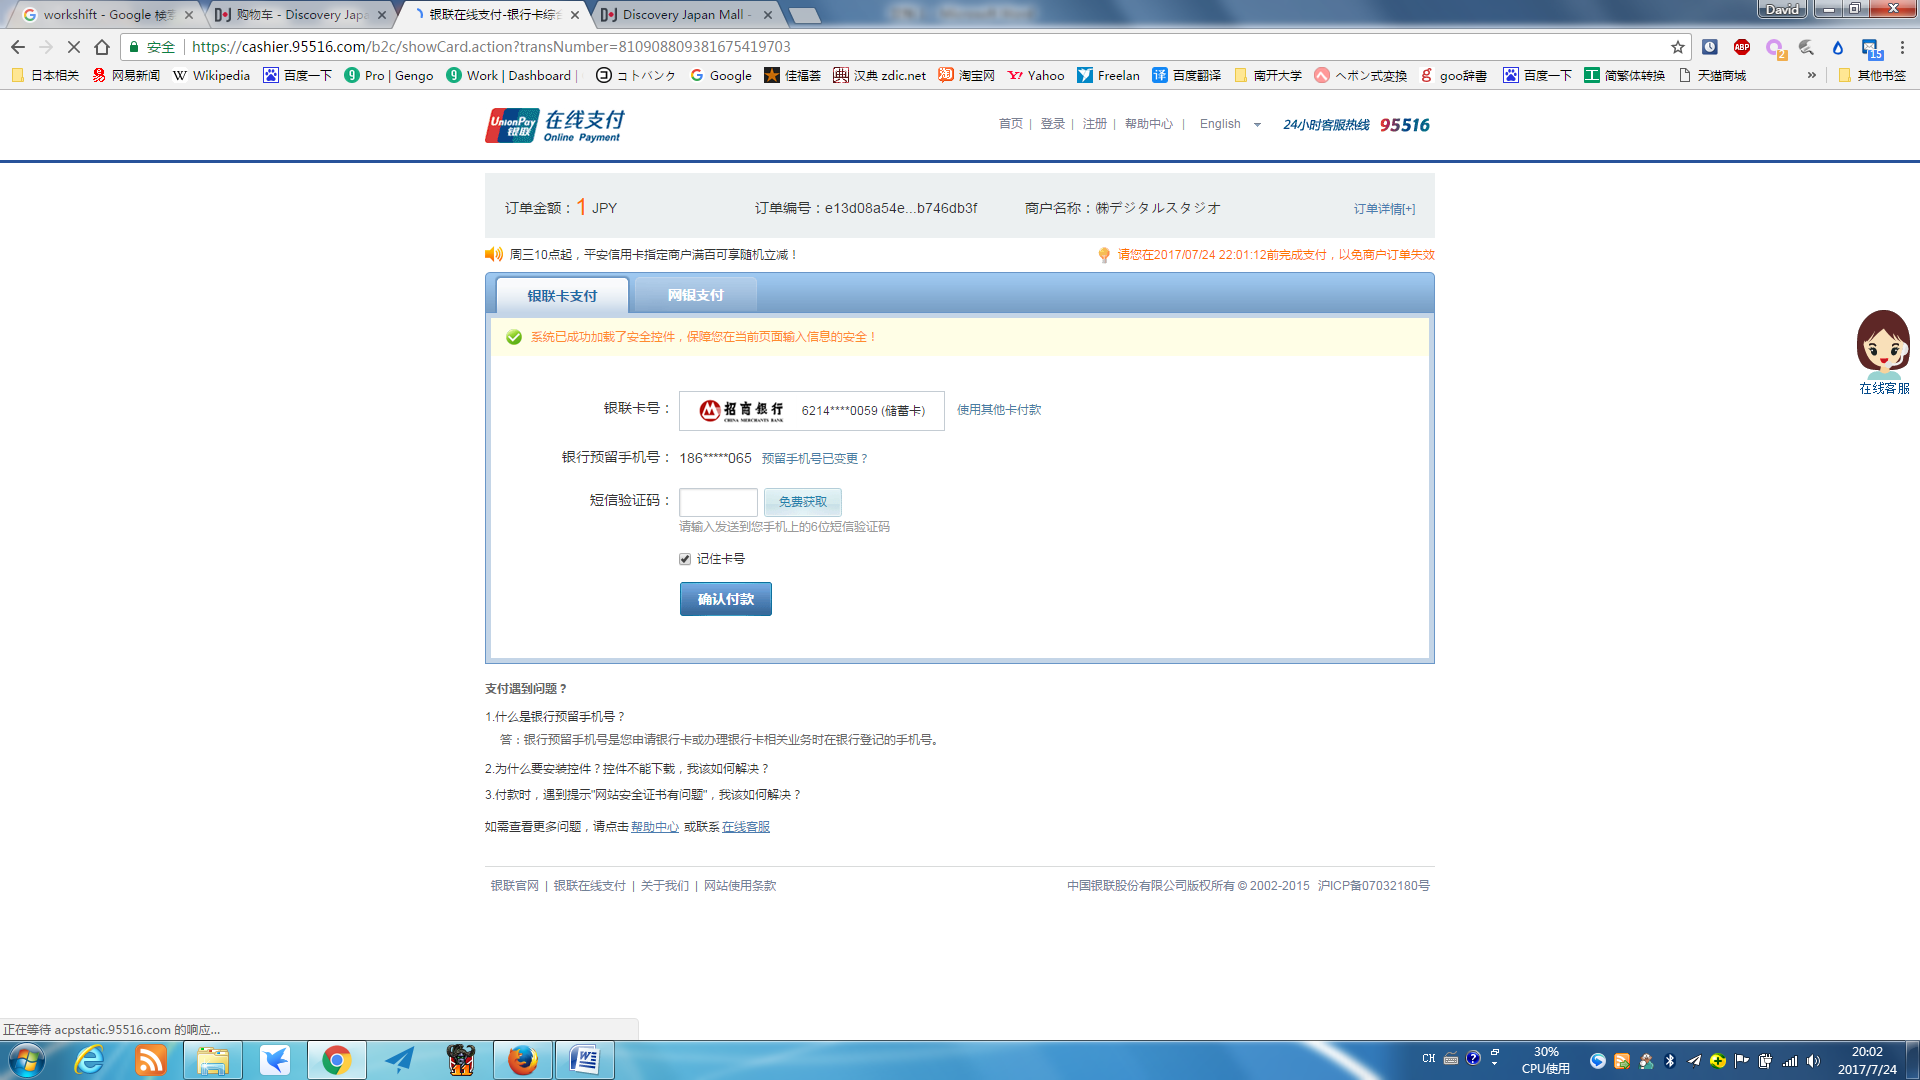 workshift - Google 検索
购物车 - Discovery Japa
银联在线支付-银行卡综合
Discovery Japan Mall -
David
安全
https://cashier.95516.com/b2c/showCard.action?transNumber=810908809381675419703
日本相关 网易新闻 Wikipedia 百度一下 Pro | Gengo Work | Dashboard | コトバンク Google 佳福荟 汉典 zdic.net 淘宝网 Yahoo Freelan 百度翻译 南开大学 ヘボン式变換 goo辞書 百度一下 简繁体转换 天猫商城 » 其他书签
UnionPay 银联 在线支付
Online Payment
首页 | 登录 | 注册 | 帮助中心 | English 24小时客服热线 95516
订单金额：1 JPY 订单编号：e13d08a54e...b746db3f 商户名称：㈱デジタルスタジオ 订单详情[+]
周三10点起，平安信用卡指定商户满百可享随机立减！ 请您在2017/07/24 22:01:12前完成支付，以免商户订单失效
银联卡支付 网银支付
系统已成功加载了安全控件，保障您在当前页面输入信息的安全！
银联卡号： 招商银行 CHINA MERCHANTS BANK 6214****0059 (储蓄卡) 使用其他卡付款
银行预留手机号： 186*****065 预留手机号已变更？
短信验证码： 免费获取
请输入发送到您手机上的6位短信验证码
记住卡号
确认付款
在线客服
支付遇到问题？
1.什么是银行预留手机号？
答：银行预留手机号是您申请银行卡或办理银行卡相关业务时在银行登记的手机号。
2.为什么要安装控件？控件不能下载，我该如何解决？
3.付款时，遇到提示"网站安全证书有问题"，我该如何解决？
如需查看更多问题，请点击 帮助中心 或联系 在线客服
银联官网 | 银联在线支付 | 关于我们 | 网站使用条款 中国银联股份有限公司版权所有 © 2002-2015 沪ICP备07032180号
正在等待 acpstatic.95516.com 的响应...
CH
30%
CPU使用
20:02
2017/7/24